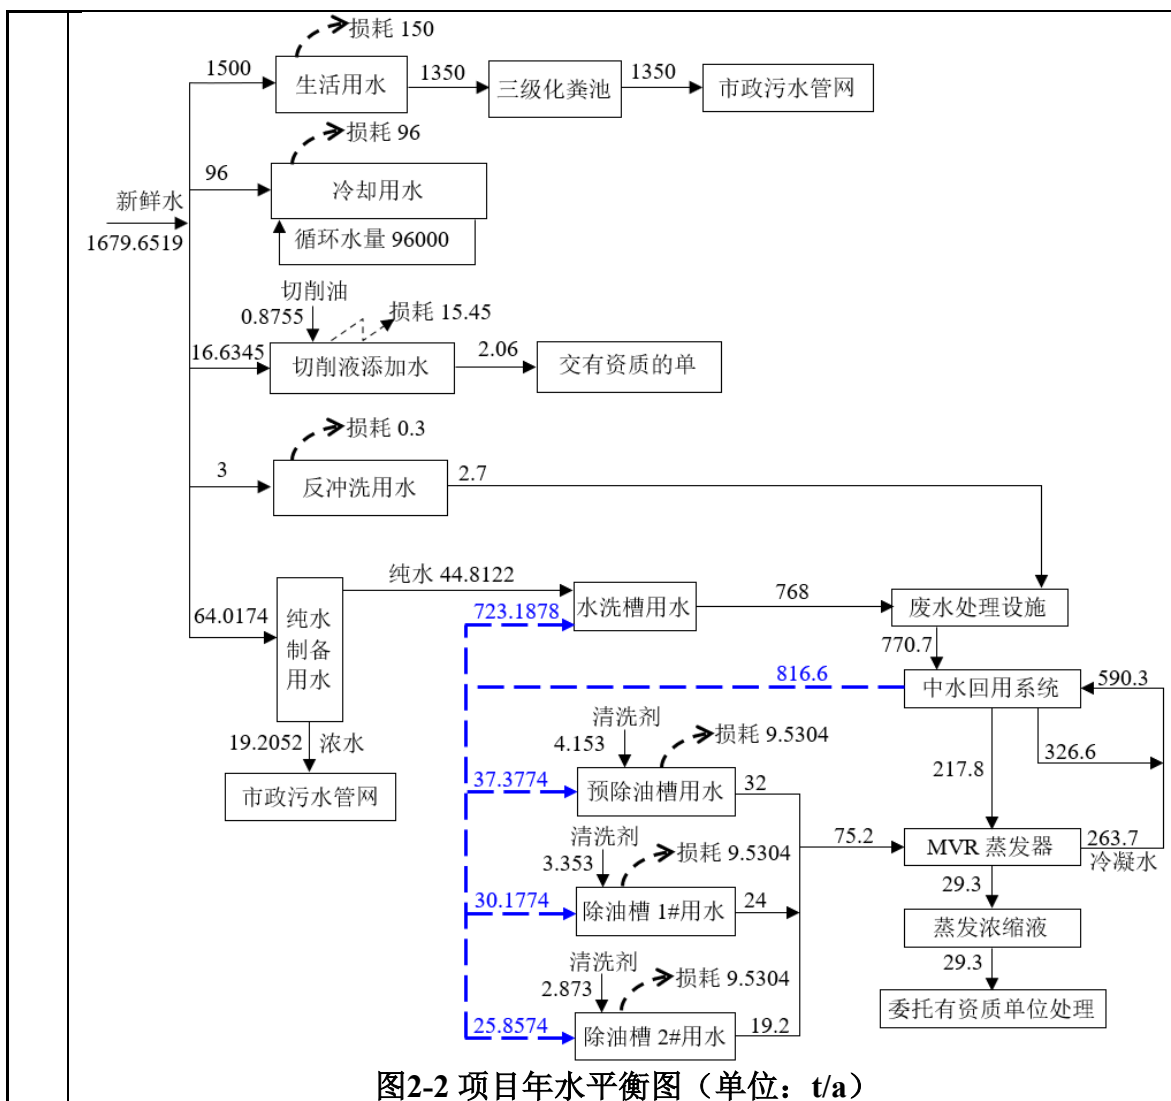 损耗 150
1500
生活用水
1350
三级化粪池
1350
市政污水管网
损耗 96
96
冷却用水
新鲜水
1679.6519
循环水量 96000
切削油
0.8755
损耗 15.45
16.6345
切削液添加水
2.06
交有资质的单
损耗 0.3
3
反冲洗用水
2.7
纯水 44.8122
64.0174
纯水
制备
用水
723.1878
水洗槽用水
768
废水处理设施
770.7
816.6
中水回用系统
590.3
19.2052
浓水
市政污水管网
清洗剂
4.153
损耗 9.5304
217.8
326.6
37.3774
预除油槽用水
32
清洗剂
3.353
损耗 9.5304
75.2
MVR 蒸发器
263.7
冷凝水
30.1774
除油槽 1#用水
24
29.3
蒸发浓缩液
清洗剂
2.873
损耗 9.5304
29.3
25.8574
除油槽 2#用水
19.2
委托有资质单位处理
图2-2 项目年水平衡图（单位：t/a）